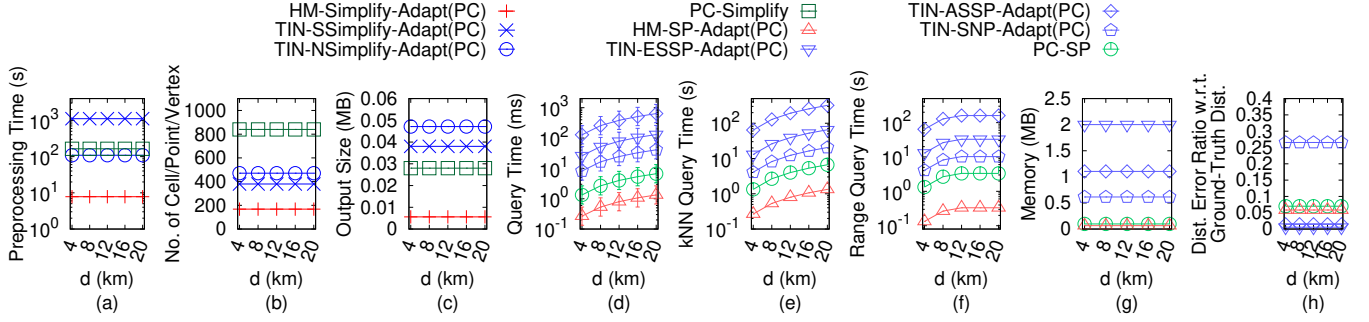 HM-Simplify-Adapt(PC)
TIN-SSimplify-Adapt(PC)
TIN-NSimplify-Adapt(PC)
PC-Simplify
HM-SP-Adapt(PC)
TIN-ESSP-Adapt(PC)
TIN-ASSP-Adapt(PC)
TIN-SNP-Adapt(PC)
PC-SP
Preprocessing Time (s)
10^3
10^2
10^1
10^0
4 8 12 16 20
d (km)
(a)
No. of Cell/Point/Vertex
1000
800
600
400
200
0
4 8 12 16 20
d (km)
(b)
Output Size (MB)
0.06
0.05
0.04
0.03
0.02
0.01
0
4 8 12 16 20
d (km)
(c)
Query Time (ms)
10^3
10^2
10^1
10^0
10^-1
4 8 12 16 20
d (km)
(d)
kNN Query Time (s)
10^2
10^1
10^0
10^-1
4 8 12 16 20
d (km)
(e)
Range Query Time (s)
10^2
10^1
10^0
10^-1
4 8 12 16 20
d (km)
(f)
Memory (MB)
2.5
2
1.5
1
0.5
0
4 8 12 16 20
d (km)
(g)
Dist. Error Ratio w.r.t.
Ground-Truth Dist.
0.4
0.35
0.3
0.25
0.2
0.15
0.1
0.05
0
4 8 12 16 20
d (km)
(h)